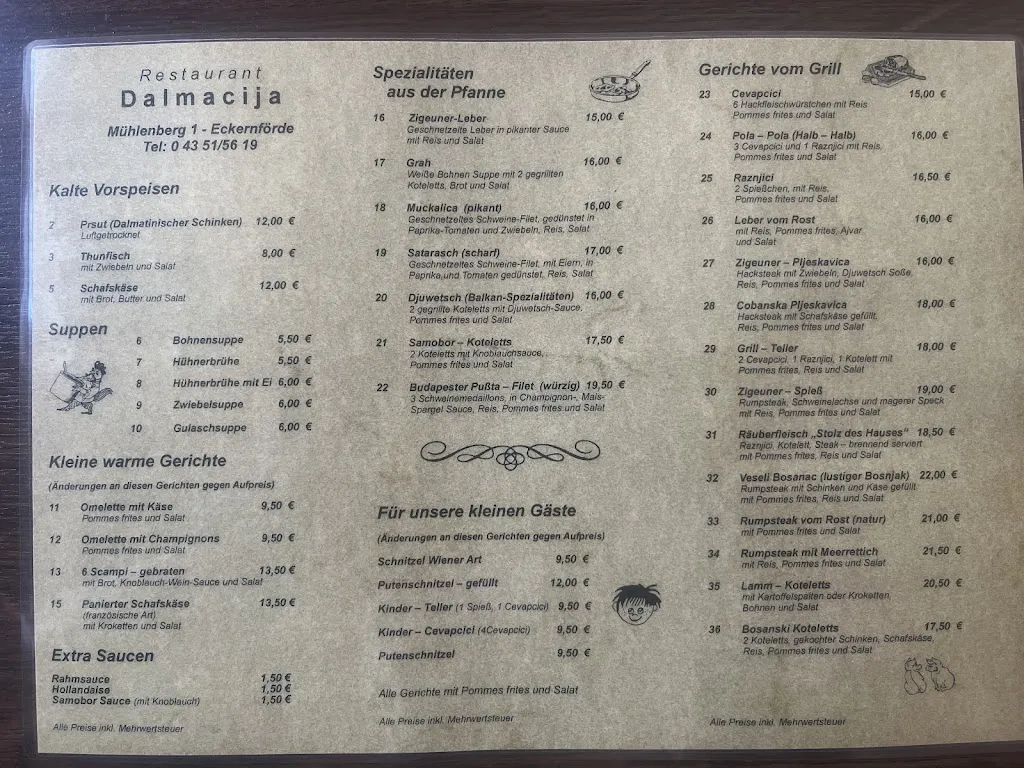 Restaurant
Dalmacija
Mühlenberg 1 - Eckernförde
Tel: 0 43 51/56 19
Kalte Vorspeisen
2 Prsut (Dalmatinischer Schinken) 12,00 €
Luftgetrocknet
3 Thunfisch 8,00 €
mit Zwiebeln und Salat
5 Schafskäse 12,00 €
mit Brot, Butter und Salat
Suppen
6 Bohnensuppe 5,50 €
7 Hühnerbrühe 5,50 €
8 Hühnerbrühe mit Ei 6,00 €
9 Zwiebelsuppe 6,00 €
10 Gulaschsuppe 6,00 €
Kleine warme Gerichte
(Änderungen an diesen Gerichten gegen Aufpreis)
11 Omelette mit Käse 9,50 €
Pommes frites und Salat
12 Omelette mit Champignons 9,50 €
Pommes frites und Salat
13 6 Scampi – gebraten 13,50 €
mit Brot, Knoblauch-Wein-Sauce und Salat
15 Panierter Schafskäse 13,50 €
(französische Art)
mit Kroketten und Salat
Extra Saucen
Rahmsauce 1,50 €
Hollandaise 1,50 €
Samobor Sauce (mit Knoblauch) 1,50 €
Alle Preise inkl. Mehrwertsteuer
Spezialitäten
aus der Pfanne
16 Zigeuner-Leber 15,00 €
Geschnetzelte Leber in pikanter Sauce
mit Reis und Salat
17 Grah 16,00 €
Weiße Bohnen Suppe mit 2 gegrillten
Koteletts, Brot und Salat
18 Muckalica (pikant) 16,00 €
Geschnetzeltes Schweine-Filet, gedünstet in
Paprika-Tomaten und Zwiebeln, Reis, Salat
19 Satarasch (scharf) 17,00 €
Geschnetzeltes Schweine-Filet, mit Eiern, in
Paprika,und Tomaten gedünstet, Reis, Salat
20 Djuwetsch (Balkan-Spezialitäten) 16,00 €
2 gegrillte Koteletts mit Djuwetsch-Sauce,
Pommes frites und Salat
21 Samobor – Koteletts 17,50 €
2 Koteletts mit Knoblauchsauce,
Pommes frites und Salat
22 Budapester Pußta – Filet (würzig) 19,50 €
3 Schweinemedaillons, in Champignon-, Mais-
Spargel Sauce, Reis, Pommes frites und Salat
Für unsere kleinen Gäste
(Änderungen an diesen Gerichten gegen Aufpreis)
Schnitzel Wiener Art 9,50 €
Putenschnitzel – gefüllt 12,00 €
Kinder – Teller (1 Spieß, 1 Cevapcici) 9,50 €
Kinder – Cevapcici (4Cevapcici) 9,50 €
Putenschnitzel 9,50 €
Alle Gerichte mit Pommes frites und Salat
Alle Preise inkl. Mehrwertsteuer
Gerichte vom Grill
23 Cevapcici 15,00 €
6 Hackfleischwürstchen mit Reis
Pommes frites und Salat
24 Pola – Pola (Halb – Halb) 16,00 €
3 Cevapcici und 1 Raznjici mit Reis,
Pommes frites und Salat
25 Raznjici 16,50 €
2 Spießchen, mit Reis,
Pommes frites und Salat
26 Leber vom Rost 16,00 €
mit Reis, Pommes frites, Ajvar
und Salat
27 Zigeuner – Pljeskavica 16,00 €
Hacksteak mit Zwiebeln, Djuwetsch Soße,
Reis, Pommes frites und Salat
28 Cobanska Pljeskavica 18,00 €
Hacksteak mit Schafskäse gefüllt,
Reis, Pommes frites und Salat
29 Grill – Teller 18,00 €
2 Cevapcici, 1 Raznjici, 1 Kotelett mit
Pommes frites, Reis und Salat
30 Zigeuner – Spieß 19,00 €
Rumpsteak, Schweinelachse und magerer Speck
mit Reis, Pommes frites und Salat
31 Räuberfleisch „Stolz des Hauses“ 18,50 €
Raznjici, Kotelett, Steak – brennend serviert
mit Pommes frites, Reis und Salat
32 Veseli Bosanac (lustiger Bosnjak) 22,00 €
Rumpsteak mit Schinken und Käse gefüllt
mit Pommes frites, Reis und Salat
33 Rumpsteak vom Rost (natur) 21,00 €
mit Pommes frites und Salat
34 Rumpsteak mit Meerrettich 21,50 €
mit Reis, Pommes frites und Salat
35 Lamm – Koteletts 20,50 €
mit Kartoffelspalten oder Kroketten,
Bohnen und Salat
36 Bosanski Koteletts 17,50 €
2 Koteletts, gekochter Schinken, Schafskäse,
Reis, Pommes frites und Salat
Alle Preise inkl. Mehrwertsteuer